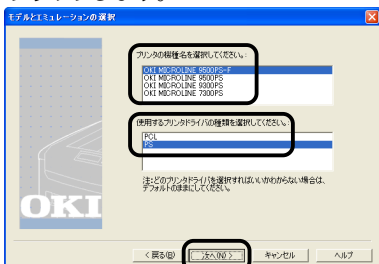 モデルとエミュレーションの選択
プリンタの機種名を選択してください。:
OKI MICROLINE 9500PS-F
OKI MICROLINE 9500PS
OKI MICROLINE 9300PS
OKI MICROLINE 7300PS
使用するプリンタドライバの種類を選択してください。:
PCL
PS
注:どのプリンタドライバを選択すればいいかわからない場合は、
デフォルトのままにしてください。
OKI
< 戻る(B)
次へ(N) >
キャンセル
ヘルプ